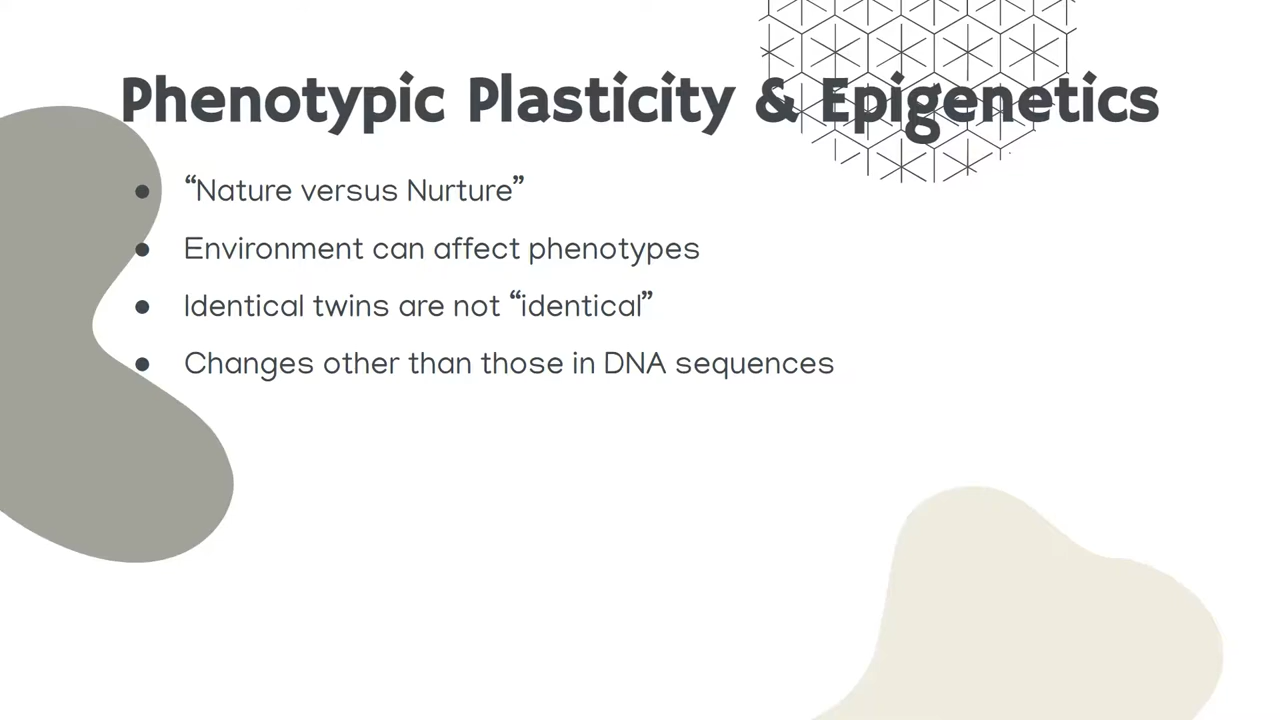 Phenotypic Plasticity & Epigenetics
● “Nature versus Nurture”
● Environment can affect phenotypes
● Identical twins are not “identical”
● Changes other than those in DNA sequences